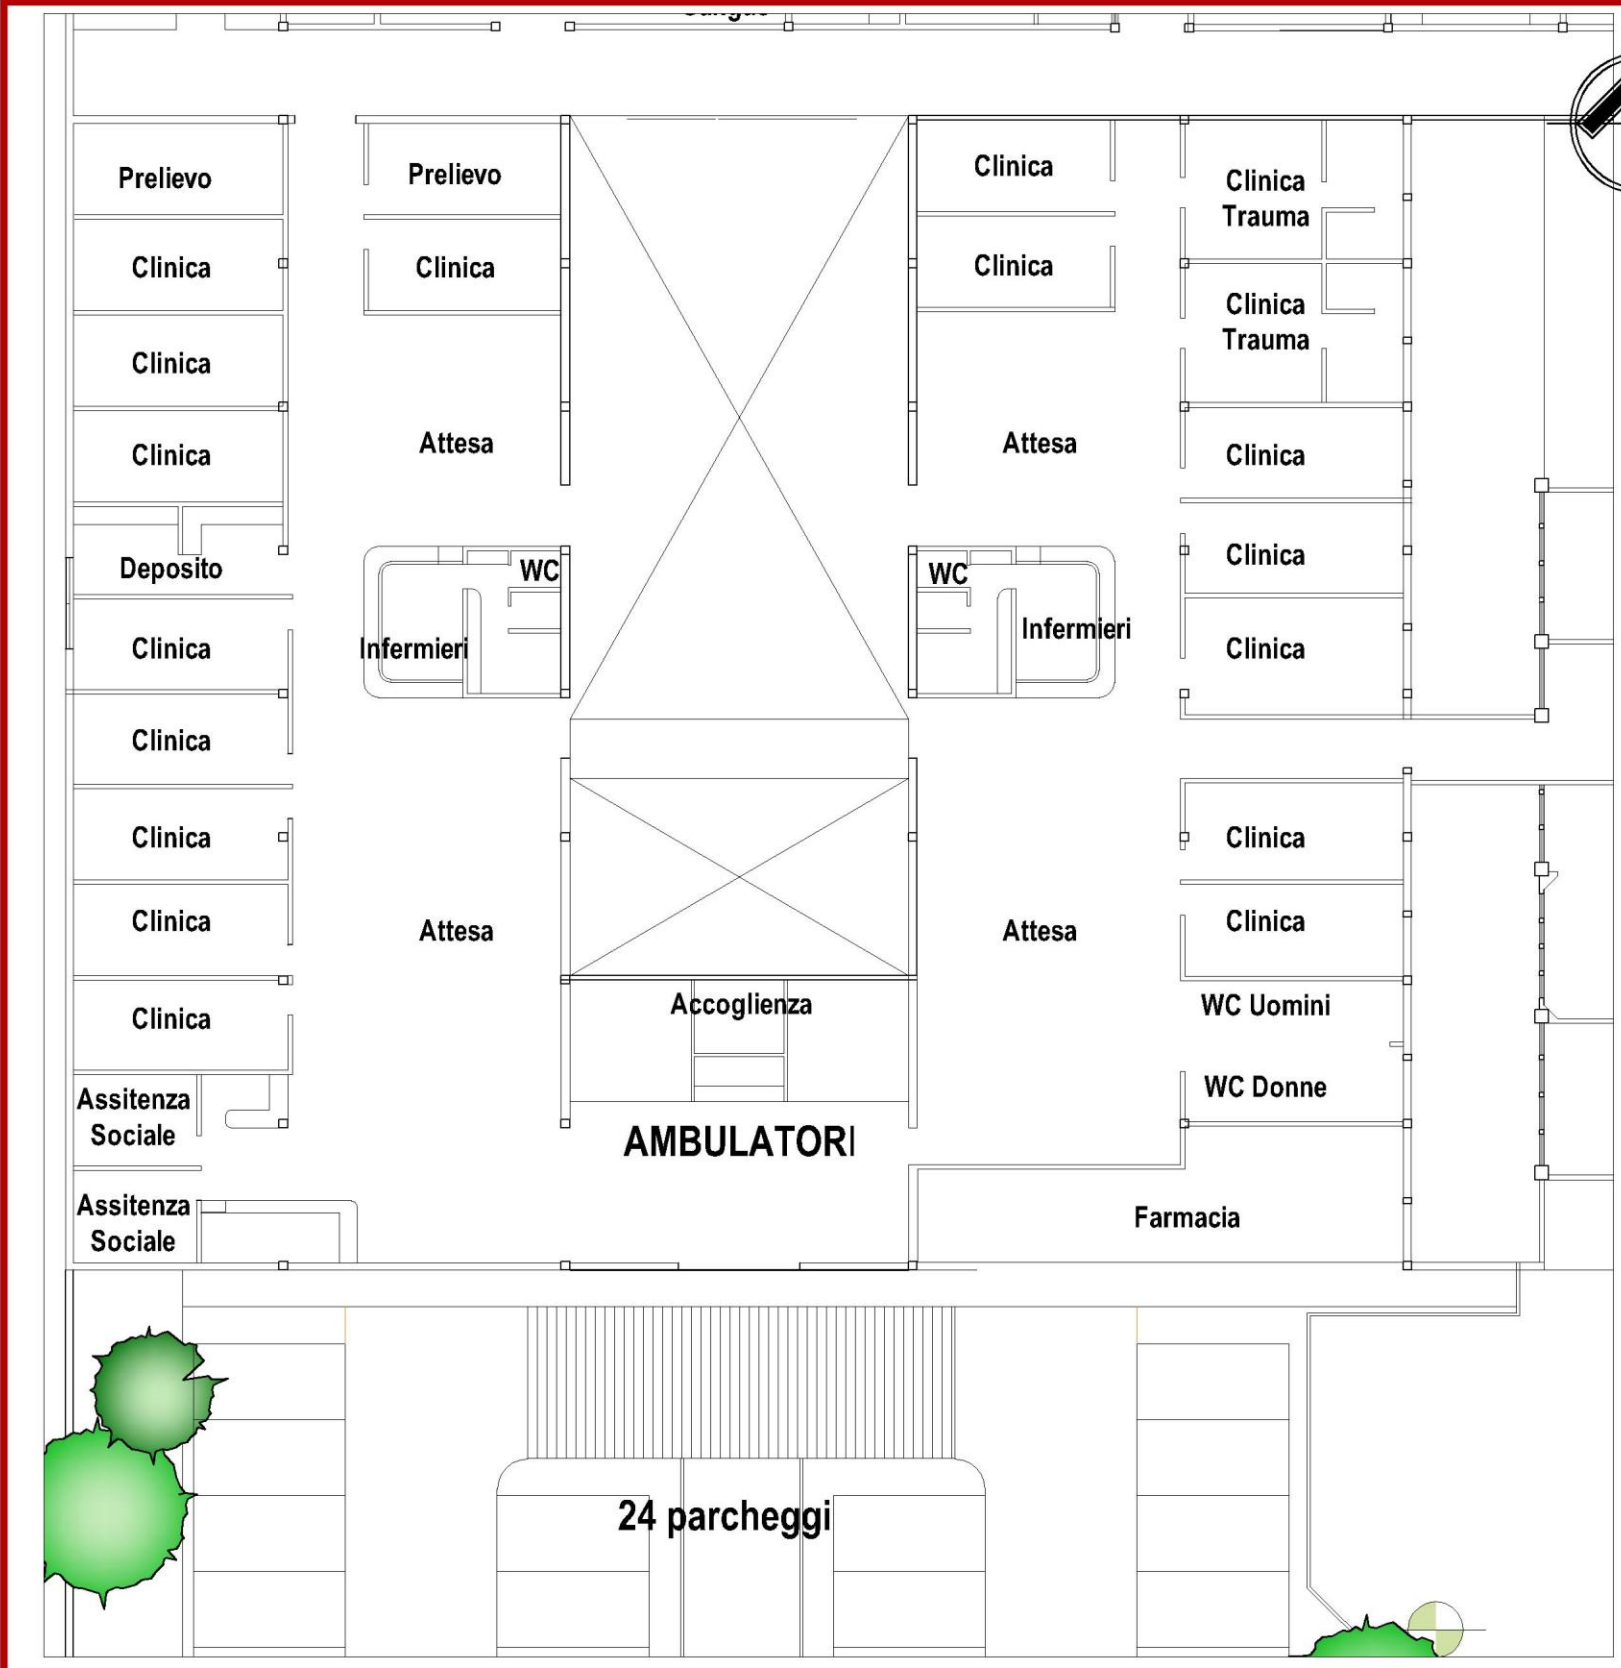 Prelievo
Prelievo
Clinica
Clinica
Trauma
Clinica
Clinica
Clinica
Clinica
Trauma
Clinica
Clinica
Attesa
Attesa
Clinica
Deposito
WC
WC
Clinica
Clinica
Infermieri
Infermieri
Clinica
Clinica
Clinica
Clinica
Clinica
Attesa
Attesa
Clinica
Clinica
Accoglienza
WC Uomini
Assitenza
Sociale
AMBULATORI
WC Donne
Assitenza
Sociale
Farmacia
24 parcheggi